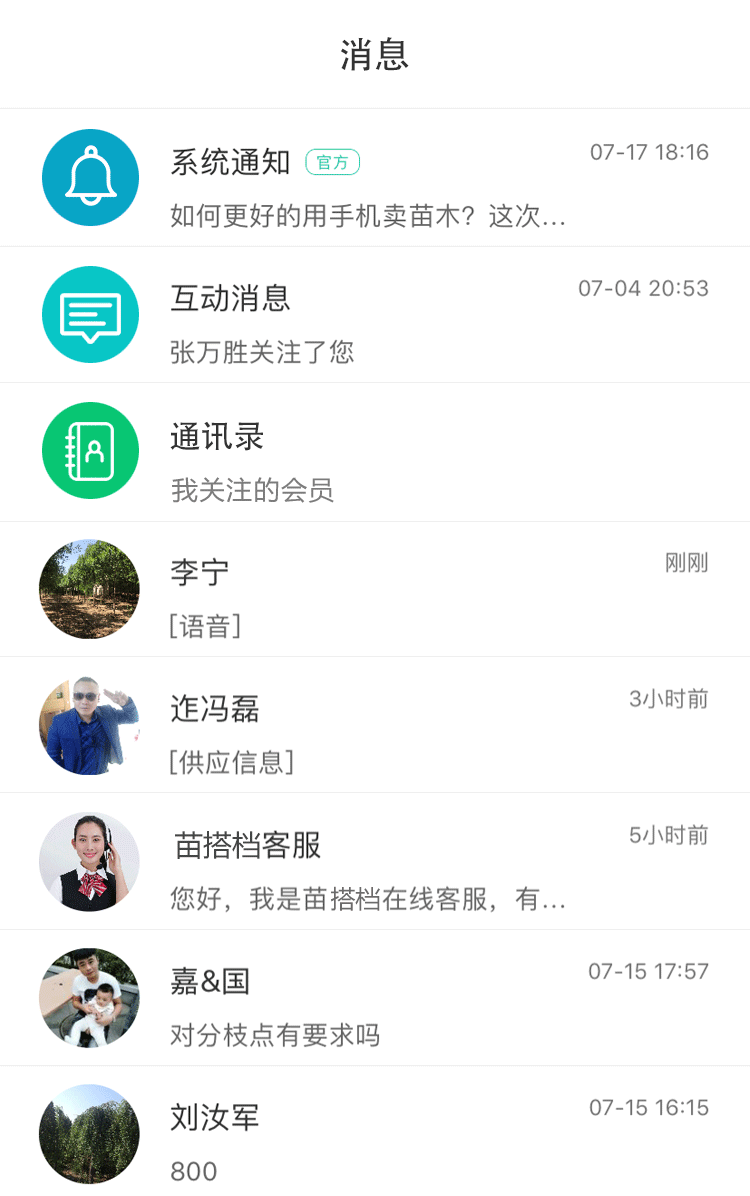 消息
系统通知 官方 07-17 18:16
如何更好的用手机卖苗木？这次...
互动消息 07-04 20:53
张万胜关注了您
通讯录
我关注的会员
李宁 刚刚
[语音]
迮冯磊 3小时前
[供应信息]
苗搭档客服 5小时前
您好，我是苗搭档在线客服，有...
嘉&国 07-15 17:57
对分枝点有要求吗
刘汝军 07-15 16:15
800